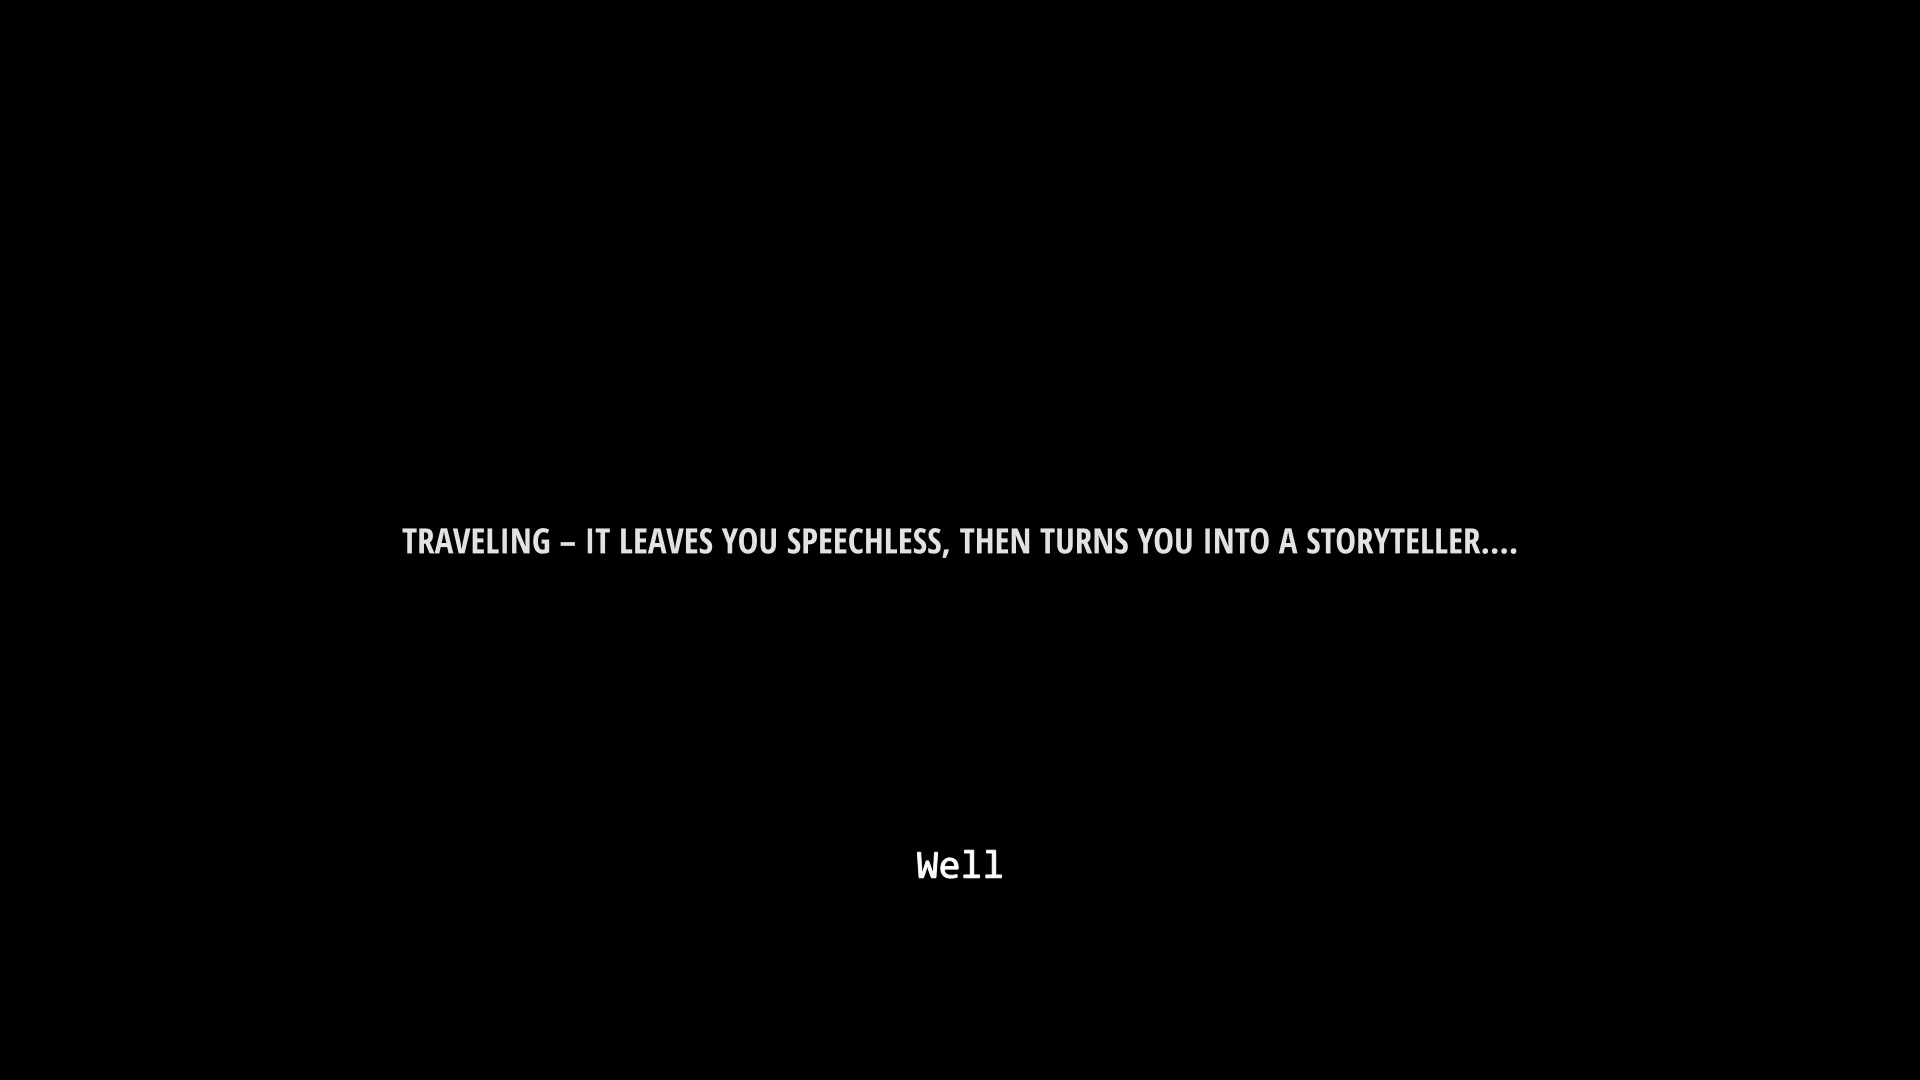 TRAVELING – IT LEAVES YOU SPEECHLESS, THEN TURNS YOU INTO A STORYTELLER....
Well